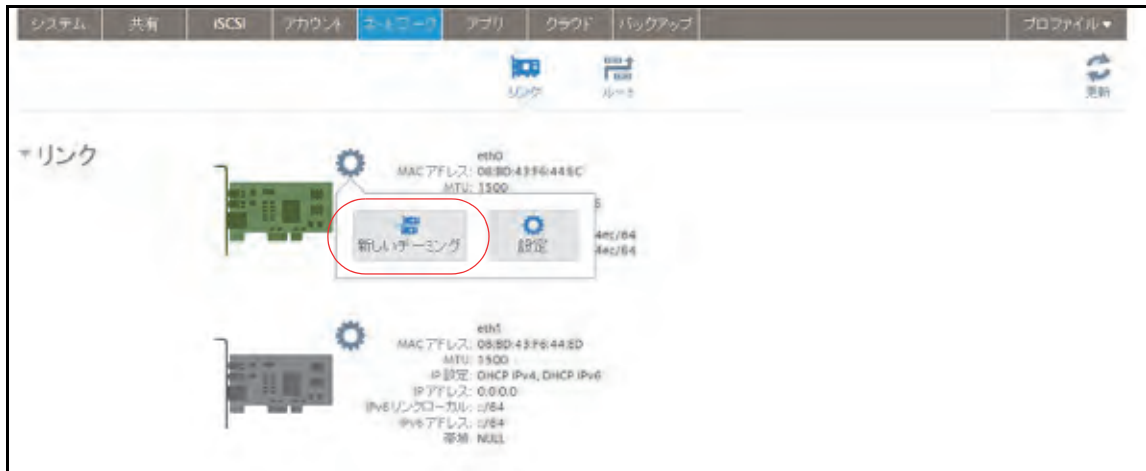 システム 共有 iSCSI アカウント ネットワーク アプリ クラウド バックアップ プロファイル
リンク ルート 更新
リンク
eth0
MAC アドレス: 08:BD:43:F6:44:EC
MTU: 1500
新しいチーミング 設定
4ec/64
4ec/64
eth1
MAC アドレス: 08:BD:43:F6:44:ED
MTU: 1500
IP 設定: DHCP IPv4, DHCP IPv6
IP アドレス: 0.0.0.0
IPv6 リンクローカル: ::/64
IPv6 アドレス: ::/64
帯域: NULL